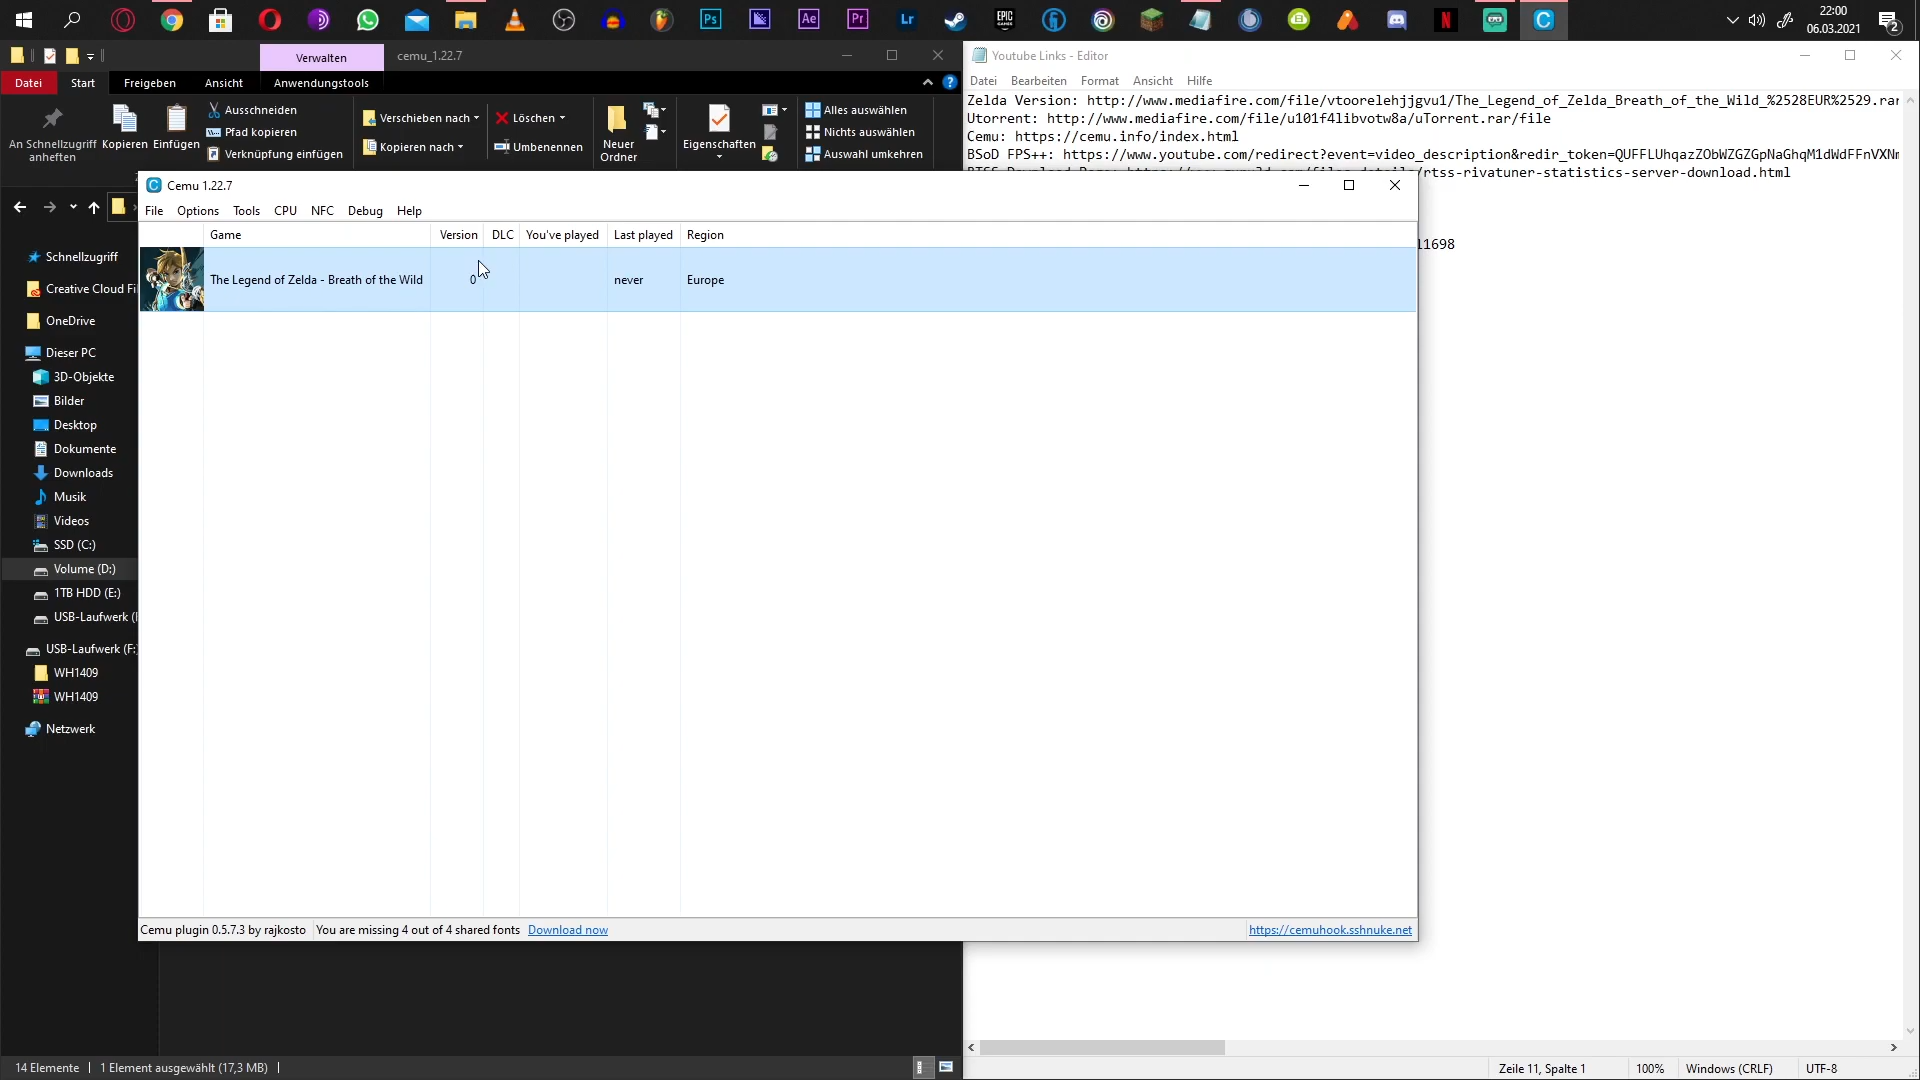 Ps
Ae
Pr
Lr
EPIC
GAMES
N
C
22:00
06.03.2021
2
Verwalten
cemu_1.22.7
Datei
Start
Freigeben
Ansicht
Anwendungstools
An Schnellzugriff
anheften
Kopieren
Einfügen
Ausschneiden
Pfad kopieren
Verknüpfung einfügen
Verschieben nach
Kopieren nach
Löschen
Umbenennen
Neuer
Ordner
Eigenschaften
Alles auswählen
Nichts auswählen
Auswahl umkehren
Youtube Links - Editor
Datei Bearbeiten Format Ansicht Hilfe
Zelda Version: http://www.mediafire.com/file/vtoorelehjjgvu1/The_Legend_of_Zelda_Breath_of_the_Wild_%2528EUR%2529.rar
Utorrent: http://www.mediafire.com/file/u101f4libvotw8a/uTorrent.rar/file
Cemu: https://cemu.info/index.html
BSoD FPS++: https://www.youtube.com/redirect?event=video_description&redir_token=QUFFLUhqazZObWZGZGpNaGhqM1dWdFFnVXNm
/rtss-rivatuner-statistics-server-download.html
11698
Cemu 1.22.7
File Options Tools CPU NFC Debug Help
Game Version DLC You've played Last played Region
The Legend of Zelda - Breath of the Wild 0 never Europe
Schnellzugriff
Creative Cloud Fi
OneDrive
Dieser PC
3D-Objekte
Bilder
Desktop
Dokumente
Downloads
Musik
Videos
SSD (C:)
Volume (D:)
1TB HDD (E:)
USB-Laufwerk (
USB-Laufwerk (F:
WH1409
WH1409
Netzwerk
Cemu plugin 0.5.7.3 by rajkosto You are missing 4 out of 4 shared fonts Download now https://cemuhook.sshnuke.net
14 Elemente 1 Element ausgewählt (17,3 MB)
Zeile 11, Spalte 1 100% Windows (CRLF) UTF-8